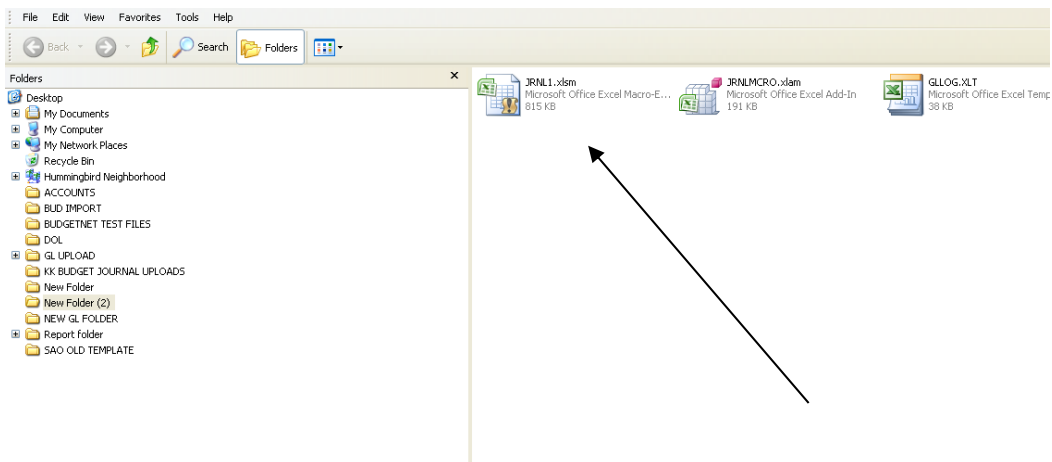 File Edit View Favorites Tools Help
Back Search Folders
Folders x
Desktop
My Documents
My Computer
My Network Places
Recycle Bin
Hummingbird Neighborhood
ACCOUNTS
BUD IMPORT
BUDGETNET TEST FILES
DOL
GL UPLOAD
KK BUDGET JOURNAL UPLOADS
New Folder
New Folder (2)
NEW GL FOLDER
Report folder
SAO OLD TEMPLATE
JRNL1.xlsm
Microsoft Office Excel Macro-E...
815 KB
JRNLMCRO.xlam
Microsoft Office Excel Add-In
191 KB
GLLOG.XLT
Microsoft Office Excel Temp
38 KB